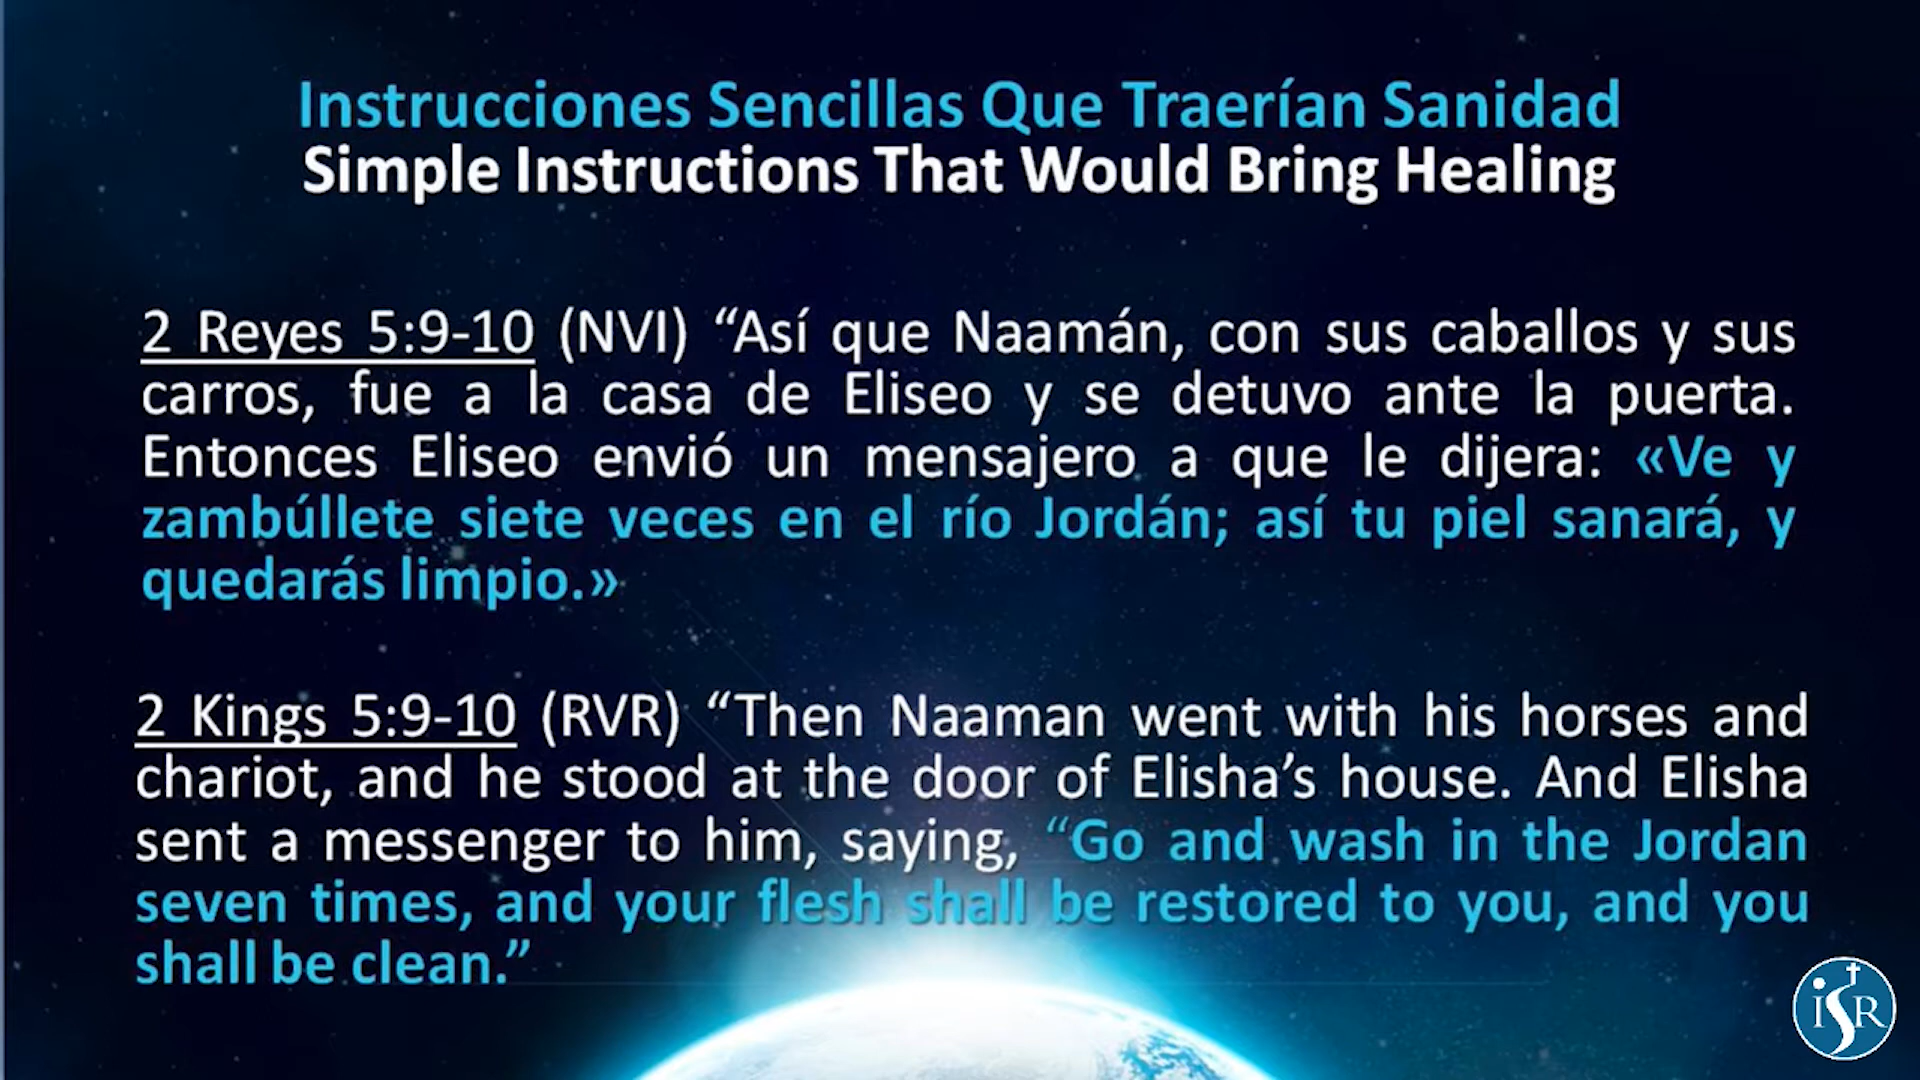 Instrucciones Sencillas Que Traerían Sanidad
Simple Instructions That Would Bring Healing
2 Reyes 5:9-10 (NVI) “Así que Naamán, con sus caballos y sus
carros, fue a la casa de Eliseo y se detuvo ante la puerta.
Entonces Eliseo envió un mensajero a que le dijera: «Ve y
zambúllete siete veces en el río Jordán; así tu piel sanará, y
quedarás limpio.»
2 Kings 5:9-10 (RVR) “Then Naaman went with his horses and
chariot, and he stood at the door of Elisha’s house. And Elisha
sent a messenger to him, saying, “Go and wash in the Jordan
seven times, and your flesh shall be restored to you, and you
shall be clean.”
iSR